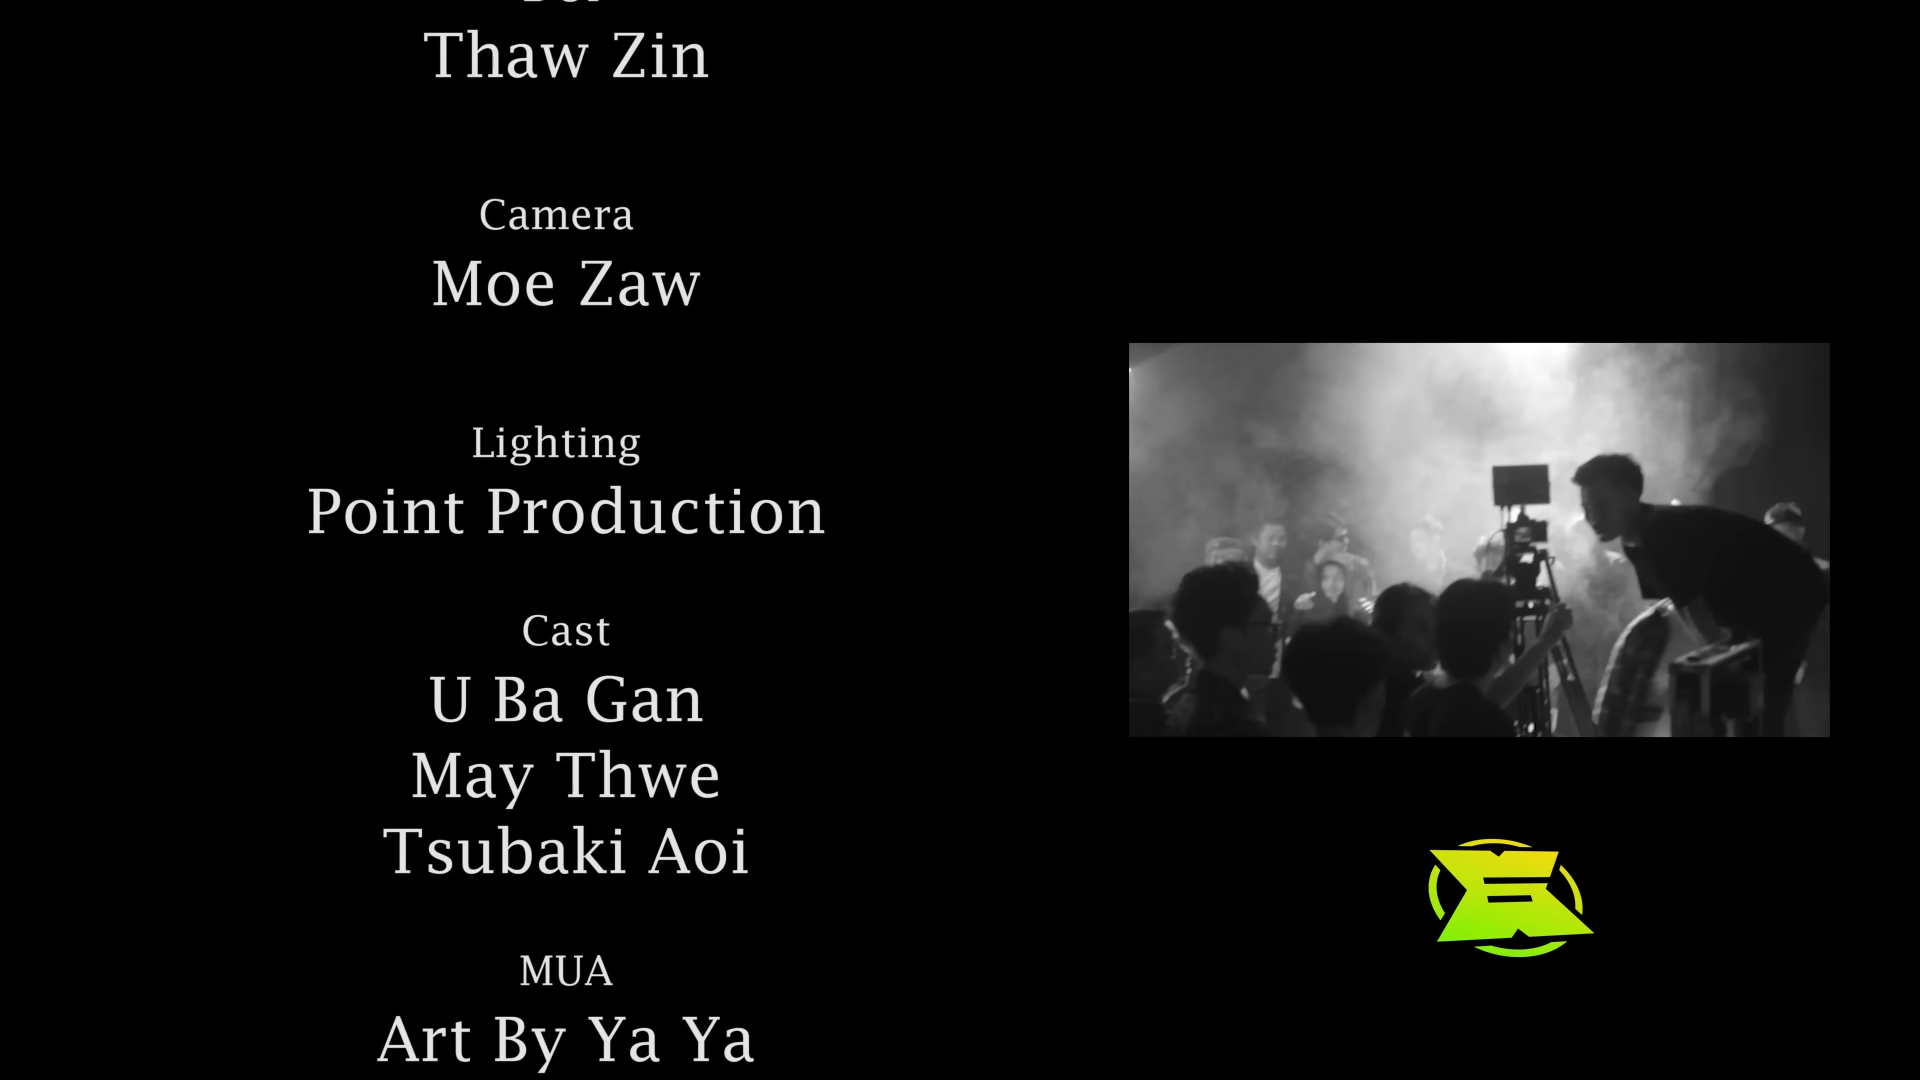 Thaw Zin
Camera
Moe Zaw
Lighting
Point Production
Cast
U Ba Gan
May Thwe
Tsubaki Aoi
MUA
Art By Ya Ya